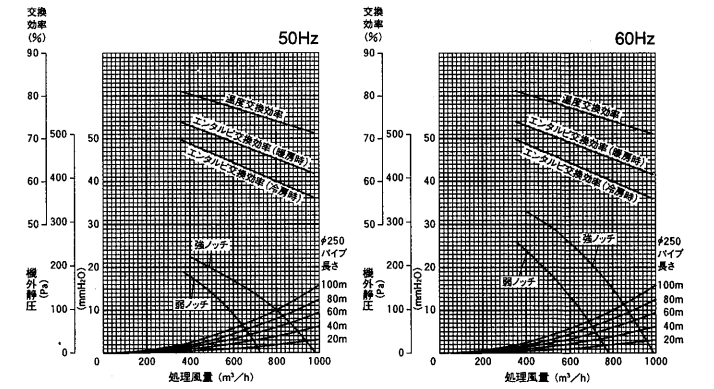 交換
効率
(%)
50Hz
90
80
70
60
50
500
400
300
200
100
0
50
40
30
20
10
機外静圧
(Pa)
(mmH₂O)
温度交換効率
エンタルピ交換効率(暖房時)
エンタルピ交換効率(冷房時)
強ノッチ
弱ノッチ
φ250
パイプ
長さ
100m
80m
60m
40m
20m
0 200 400 600 800 1000
処理風量 (m³/h)
交換
効率
(%)
60Hz
90
80
70
60
50
500
400
300
200
100
0
50
40
30
20
10
機外静圧
(Pa)
(mmH₂O)
温度交換効率
エンタルピ交換効率(暖房時)
エンタルピ交換効率(冷房時)
強ノッチ
弱ノッチ
φ250
パイプ
長さ
100m
80m
60m
40m
20m
0 200 400 600 800 1000
処理風量 (m³/h)